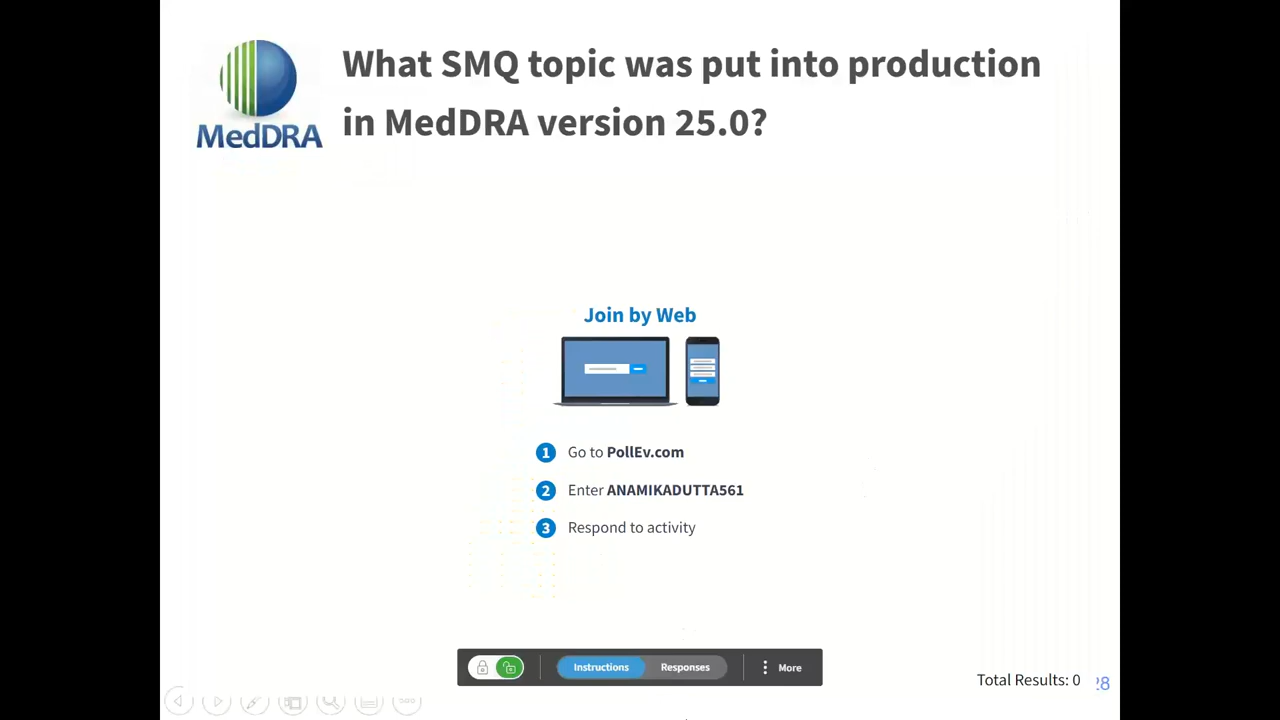 MedDRA
What SMQ topic was put into production
in MedDRA version 25.0?
Join by Web
1 Go to PollEv.com
2 Enter ANAMIKADUTTA561
3 Respond to activity
Instructions Responses More
Total Results: 0
28